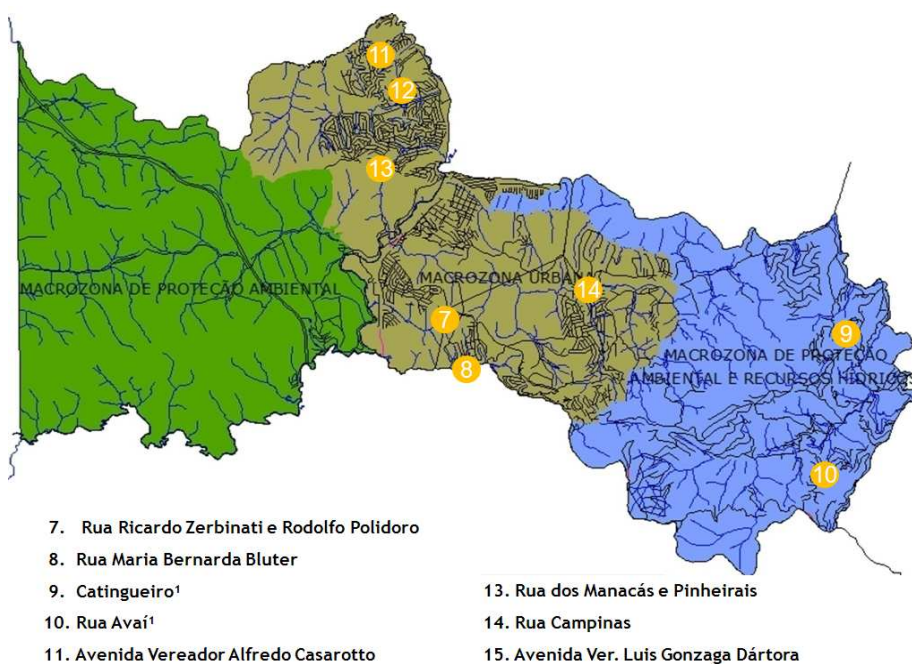 11
12
13
MACROZONA DE PROTEÇÃO AMBIENTAL
MACROZONA URBAN
14
7
9
MACROZONA DE PROTEÇÃO
8
AMBIENTAL E RECURSOS HÍDRICOS
10
7. Rua Ricardo Zerbinati e Rodolfo Polidoro
8. Rua Maria Bernarda Bluter
9. Catingueiro¹
10. Rua Avaí¹
11. Avenida Vereador Alfredo Casarotto
13. Rua dos Manacás e Pinheirais
14. Rua Campinas
15. Avenida Ver. Luis Gonzaga Dártora